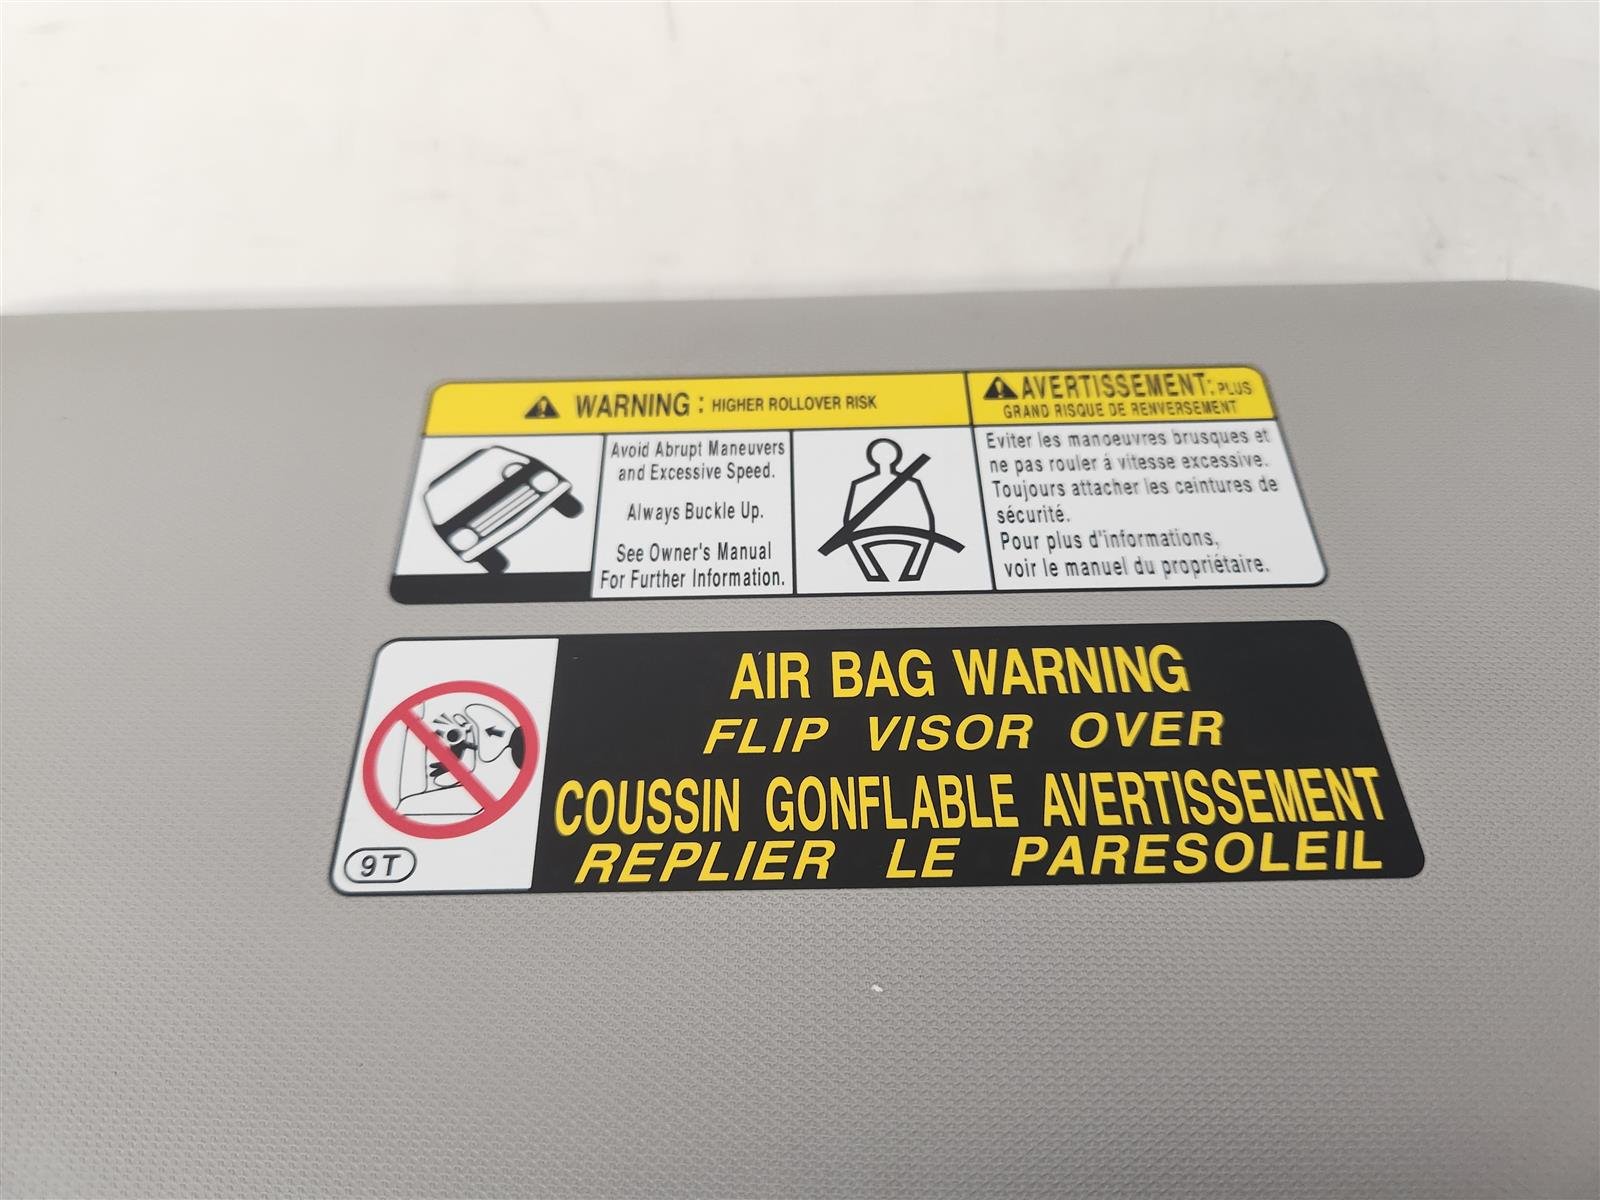 WARNING : HIGHER ROLLOVER RISK
Avoid Abrupt Maneuvers
and Excessive Speed.
Always Buckle Up.
See Owner's Manual
For Further Information.
AVERTISSEMENT: PLUS
GRAND RISQUE DE RENVERSEMENT
Eviter les manoeuvres brusques et
ne pas rouler á vitesse excessive.
Toujours attacher les ceintures de
sécurité.
Pour plus d'informations,
voir le manuel du propriétaire.
AIR BAG WARNING
FLIP VISOR OVER
COUSSIN GONFLABLE AVERTISSEMENT
REPLIER LE PARESOLEIL
9T